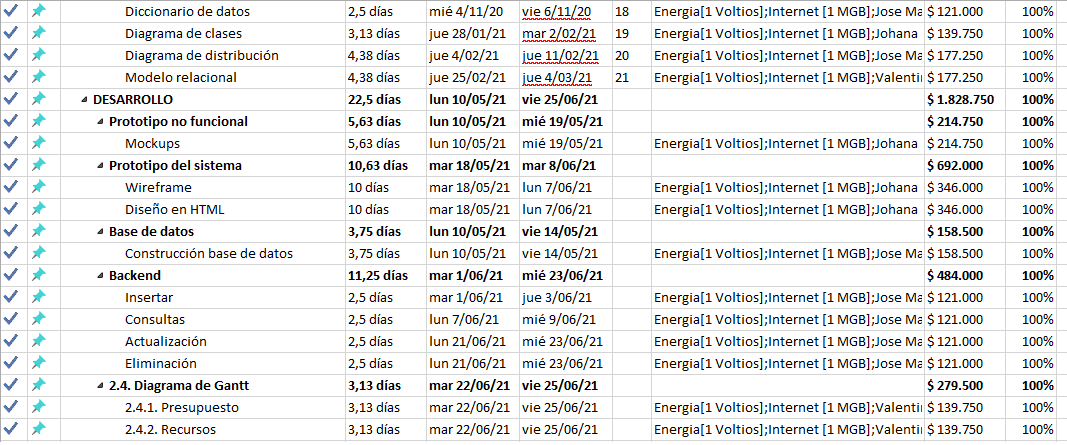 Diccionario de datos 2,5 días mié 4/11/20 vie 6/11/20 18 Energia[1 Voltios];Internet [1 MGB];Jose Ma $ 121.000 100%
Diagrama de clases 3,13 días jue 28/01/21 mar 2/02/21 19 Energia[1 Voltios];Internet [1 MGB];Johana $ 139.750 100%
Diagrama de distribución 4,38 días jue 4/02/21 jue 11/02/21 20 Energia[1 Voltios];Internet [1 MGB];Jose Ma $ 177.250 100%
Modelo relacional 4,38 días jue 25/02/21 jue 4/03/21 21 Energia[1 Voltios];Internet [1 MGB];Valentin $ 177.250 100%
DESARROLLO 22,5 días lun 10/05/21 vie 25/06/21 $ 1.828.750 100%
Prototipo no funcional 5,63 días lun 10/05/21 mié 19/05/21 $ 214.750 100%
Mockups 5,63 días lun 10/05/21 mié 19/05/21 Energia[1 Voltios];Internet [1 MGB];Johana $ 214.750 100%
Prototipo del sistema 10,63 días mar 18/05/21 mar 8/06/21 $ 692.000 100%
Wireframe 10 días mar 18/05/21 lun 7/06/21 Energia[1 Voltios];Internet [1 MGB];Johana $ 346.000 100%
Diseño en HTML 10 días mar 18/05/21 lun 7/06/21 Energia[1 Voltios];Internet [1 MGB];Johana $ 346.000 100%
Base de datos 3,75 días lun 10/05/21 vie 14/05/21 $ 158.500 100%
Construcción base de datos 3,75 días lun 10/05/21 vie 14/05/21 Energia[1 Voltios];Internet [1 MGB];Jose Ma $ 158.500 100%
Backend 11,25 días mar 1/06/21 mié 23/06/21 $ 484.000 100%
Insertar 2,5 días mar 1/06/21 jue 3/06/21 Energia[1 Voltios];Internet [1 MGB];Jose Ma $ 121.000 100%
Consultas 2,5 días lun 7/06/21 mié 9/06/21 Energia[1 Voltios];Internet [1 MGB];Jose Ma $ 121.000 100%
Actualización 2,5 días lun 21/06/21 mié 23/06/21 Energia[1 Voltios];Internet [1 MGB];Jose Ma $ 121.000 100%
Eliminación 2,5 días lun 21/06/21 mié 23/06/21 Energia[1 Voltios];Internet [1 MGB];Jose Ma $ 121.000 100%
2.4. Diagrama de Gantt 3,13 días mar 22/06/21 vie 25/06/21 $ 279.500 100%
2.4.1. Presupuesto 3,13 días mar 22/06/21 vie 25/06/21 Energia[1 Voltios];Internet [1 MGB];Valentin $ 139.750 100%
2.4.2. Recursos 3,13 días mar 22/06/21 vie 25/06/21 Energia[1 Voltios];Internet [1 MGB];Valentin $ 139.750 100%